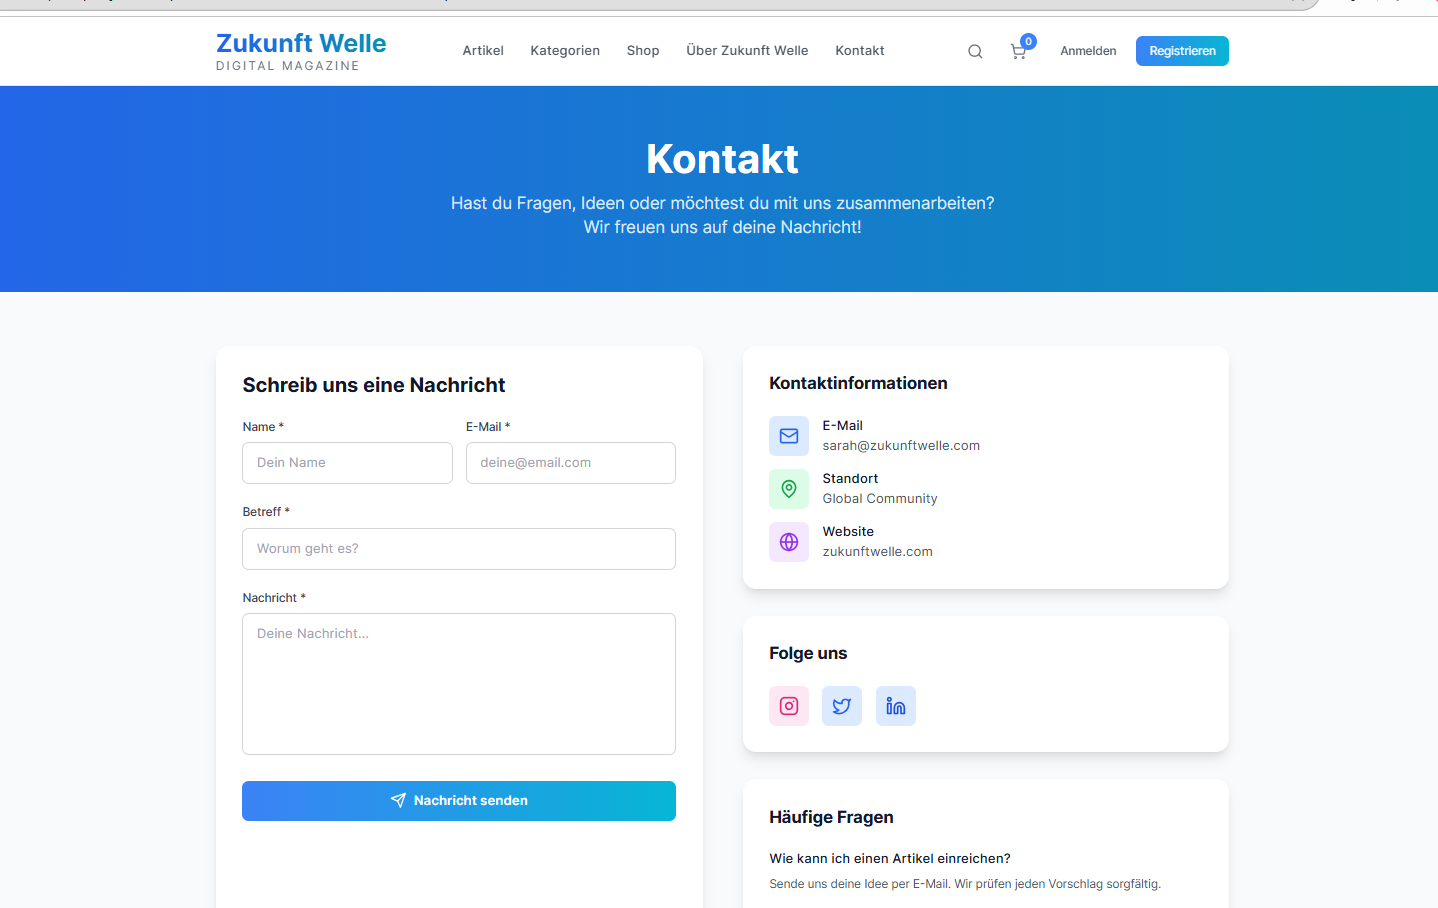 Zukunft Welle
DIGITAL MAGAZINE
Artikel
Kategorien
Shop
Über Zukunft Welle
Kontakt
0
Anmelden
Registrieren
Kontakt
Hast du Fragen, Ideen oder möchtest du mit uns zusammenarbeiten?
Wir freuen uns auf deine Nachricht!
Schreib uns eine Nachricht
Name *
Dein Name
E-Mail *
deine@email.com
Betreff *
Worum geht es?
Nachricht *
Deine Nachricht...
Nachricht senden
Kontaktinformationen
E-Mail
sarah@zukunftwelle.com
Standort
Global Community
Website
zukunftwelle.com
Folge uns
Häufige Fragen
Wie kann ich einen Artikel einreichen?
Sende uns deine Idee per E-Mail. Wir prüfen jeden Vorschlag sorgfältig.